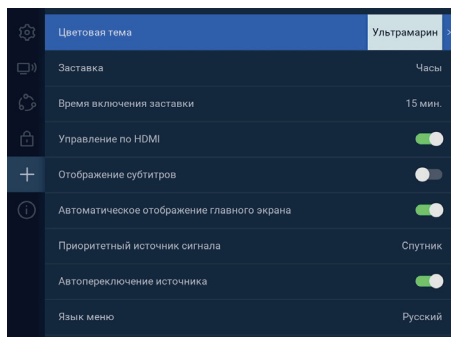 Цветовая тема Ультрамарин
Заставка Часы
Время включения заставки 15 мин.
Управление по HDMI
Отображение субтитров
Автоматическое отображение главного экрана
Приоритетный источник сигнала Спутник
Автопереключение источника
Язык меню Русский